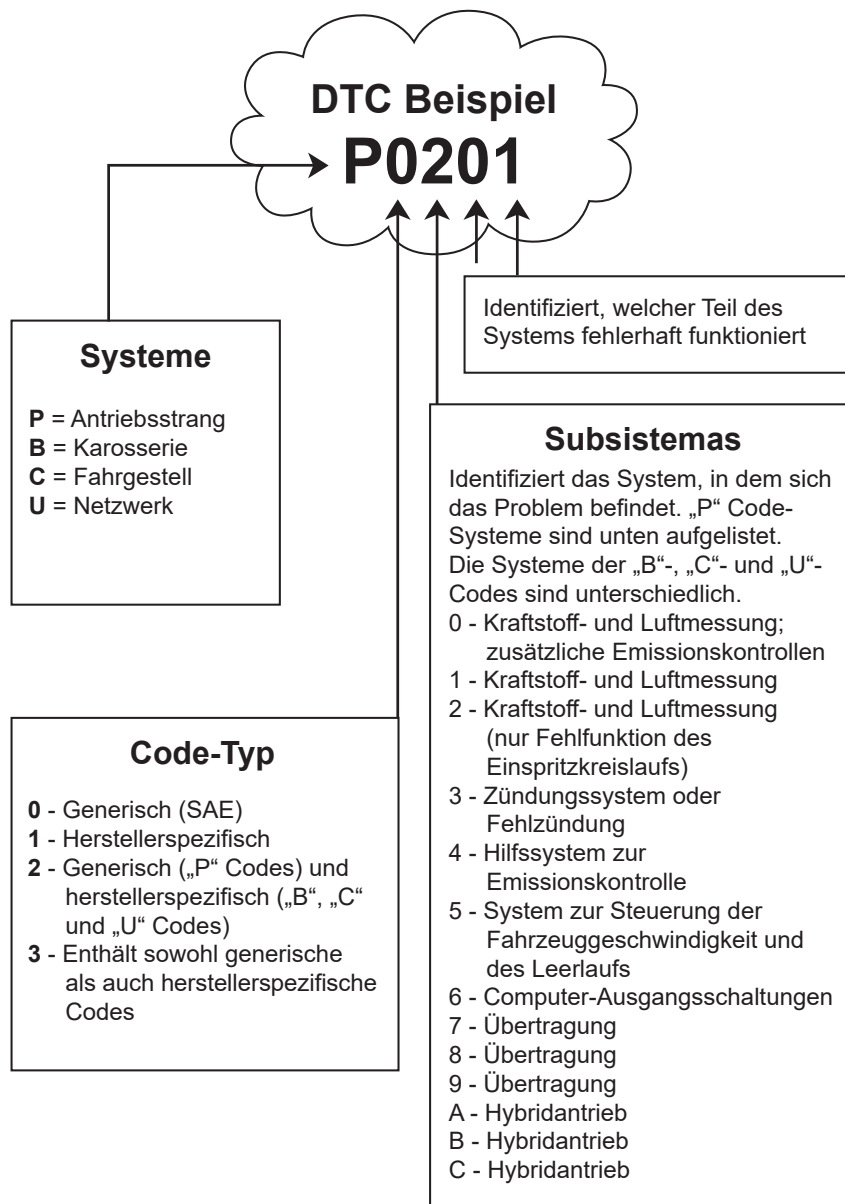 DTC Beispiel
P0201
Identifiziert, welcher Teil des
Systems fehlerhaft funktioniert
Systeme
P = Antriebsstrang
B = Karosserie
C = Fahrgestell
U = Netzwerk
Code-Typ
0 - Generisch (SAE)
1 - Herstellerspezifisch
2 - Generisch („P“ Codes) und
herstellerspezifisch („B“, „C“
und „U“ Codes)
3 - Enthält sowohl generische
als auch herstellerspezifische
Codes
Subsistemas
Identifiziert das System, in dem sich
das Problem befindet. „P“ Code-
Systeme sind unten aufgelistet.
Die Systeme der „B“-, „C“- und „U“-
Codes sind unterschiedlich.
0 - Kraftstoff- und Luftmessung;
zusätzliche Emissionskontrollen
1 - Kraftstoff- und Luftmessung
2 - Kraftstoff- und Luftmessung
(nur Fehlfunktion des
Einspritzkreislaufs)
3 - Zündungssystem oder
Fehlzündung
4 - Hilfssystem zur
Emissionskontrolle
5 - System zur Steuerung der
Fahrzeuggeschwindigkeit und
des Leerlaufs
6 - Computer-Ausgangsschaltungen
7 - Übertragung
8 - Übertragung
9 - Übertragung
A - Hybridantrieb
B - Hybridantrieb
C - Hybridantrieb